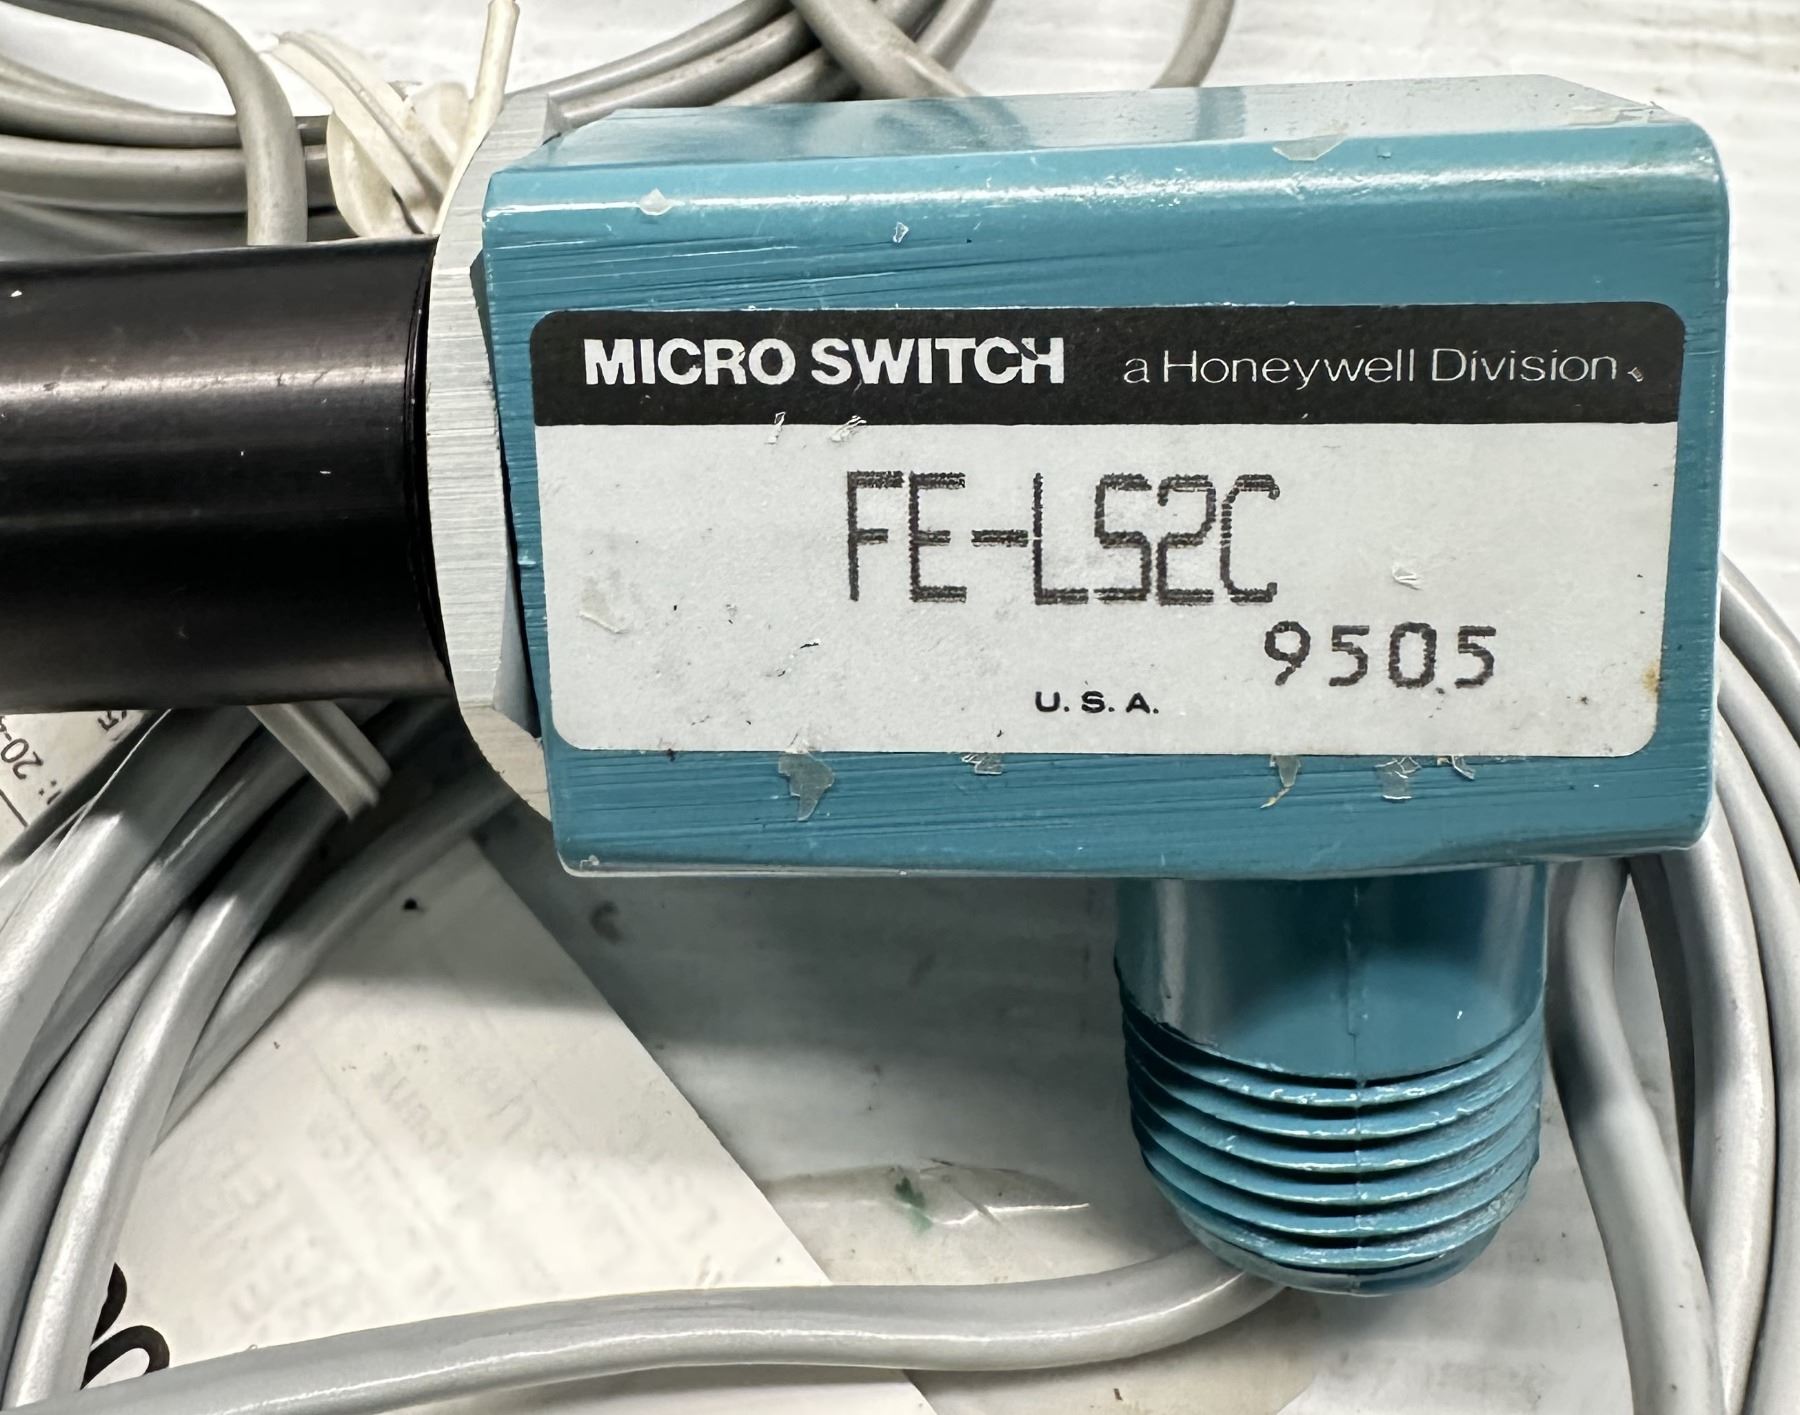 MICRO SWITCH a Honeywell Division
FE-LS2C
9505
U.S.A.